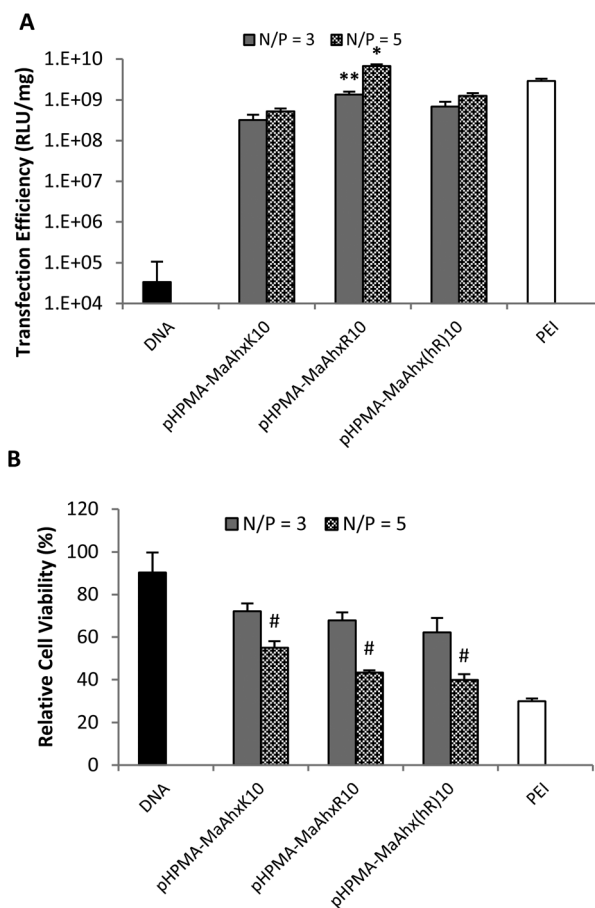 A
N/P = 3 N/P = 5
Transfection Efficiency (RLU/mg)
1.E+10
1.E+09
1.E+08
1.E+07
1.E+06
1.E+05
1.E+04
** *
DNA
pHPMA-MaAhxK10
pHPMA-MaAhxR10
pHPMA-MaAhx(hR)10
PEI
B
N/P = 3 N/P = 5
Relative Cell Viability (%)
120
100
80
60
40
20
0
# # #
DNA
pHPMA-MaAhxK10
pHPMA-MaAhxR10
pHPMA-MaAhx(hR)10
PEI